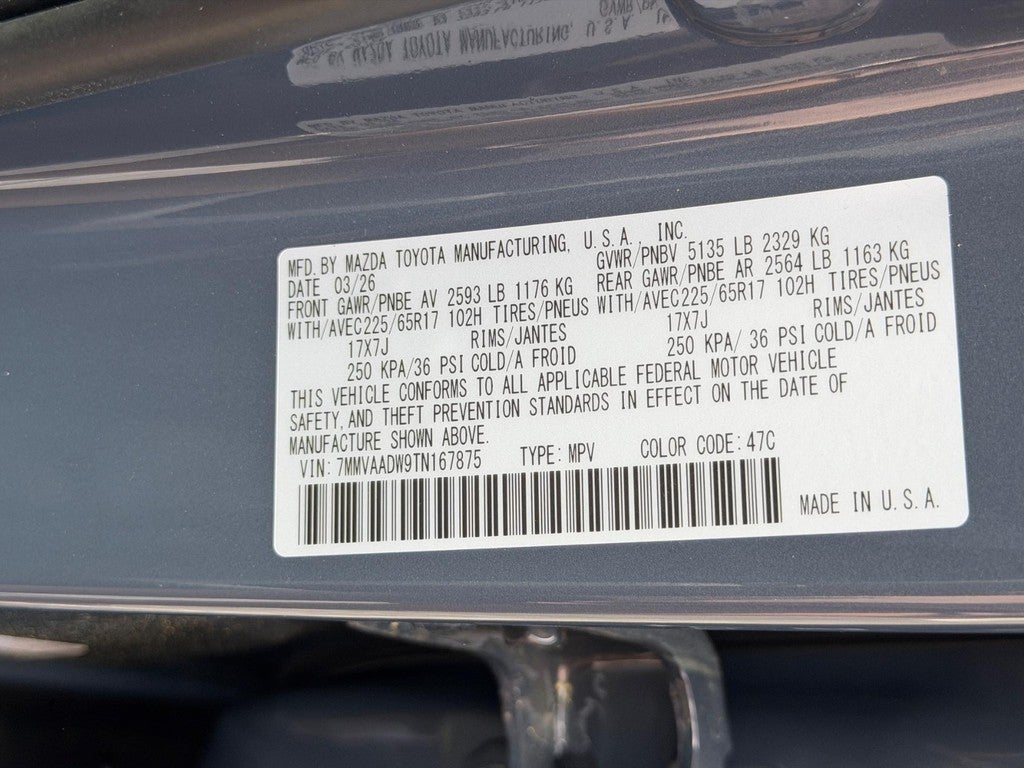 MFD. BY MAZDA TOYOTA MANUFACTURING, U.S.A., INC.
DATE 03/26 GVWR/PNBV 5135 LB 2329 KG
FRONT GAWR/PNBE AV 2593 LB 1176 KG REAR GAWR/PNBE AR 2564 LB 1163 KG
WITH/AVEC225/65R17 102H TIRES/PNEUS WITH/AVEC225/65R17 102H TIRES/PNEUS
17X7J RIMS/JANTES 17X7J RIMS/JANTES
250 KPA/36 PSI COLD/A FROID 250 KPA/ 36 PSI COLD/A FROID
THIS VEHICLE CONFORMS TO ALL APPLICABLE FEDERAL MOTOR VEHICLE
SAFETY, AND THEFT PREVENTION STANDARDS IN EFFECT ON THE DATE OF
MANUFACTURE SHOWN ABOVE.
VIN: 7MMVAADW9TN167875 TYPE: MPV COLOR CODE: 47C
MADE IN U.S.A.